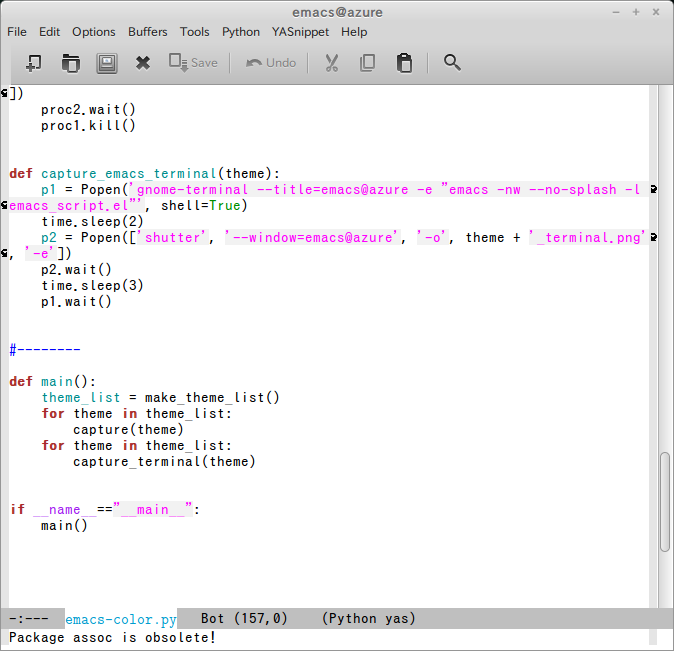 emacs@azure
File Edit Options Buffers Tools Python YASnippet Help
Save Undo
])
    proc2.wait()
    proc1.kill()
def capture_emacs_terminal(theme):
    p1 = Popen('gnome-terminal --title=emacs@azure -e "emacs -nw --no-splash -l
emacs_script.el"', shell=True)
    time.sleep(2)
    p2 = Popen(['shutter', '--window=emacs@azure', '-o', theme + '_terminal.png'
, '-e'])
    p2.wait()
    time.sleep(3)
    p1.wait()
#--------
def main():
    theme_list = make_theme_list()
    for theme in theme_list:
        capture(theme)
    for theme in theme_list:
        capture_terminal(theme)
if __name__=="__main__":
    main()
-:--- emacs-color.py Bot (157,0) (Python yas)
Package assoc is obsolete!